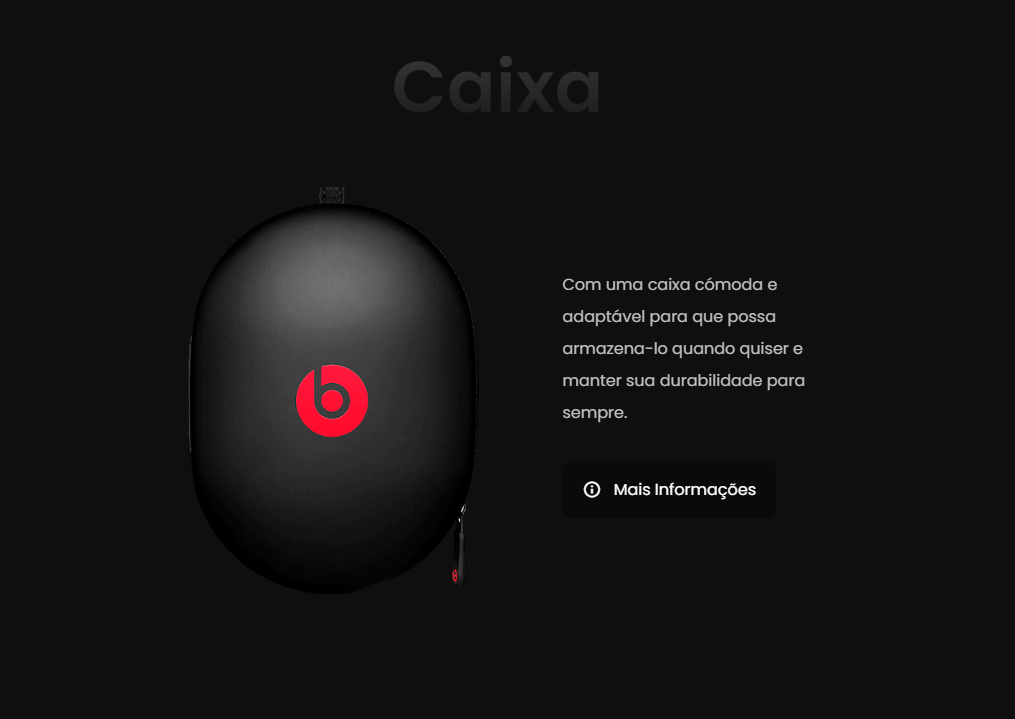 Caixa
Com uma caixa cómoda e
adaptável para que possa
armazena-lo quando quiser e
manter sua durabilidade para
sempre.
Mais Informações